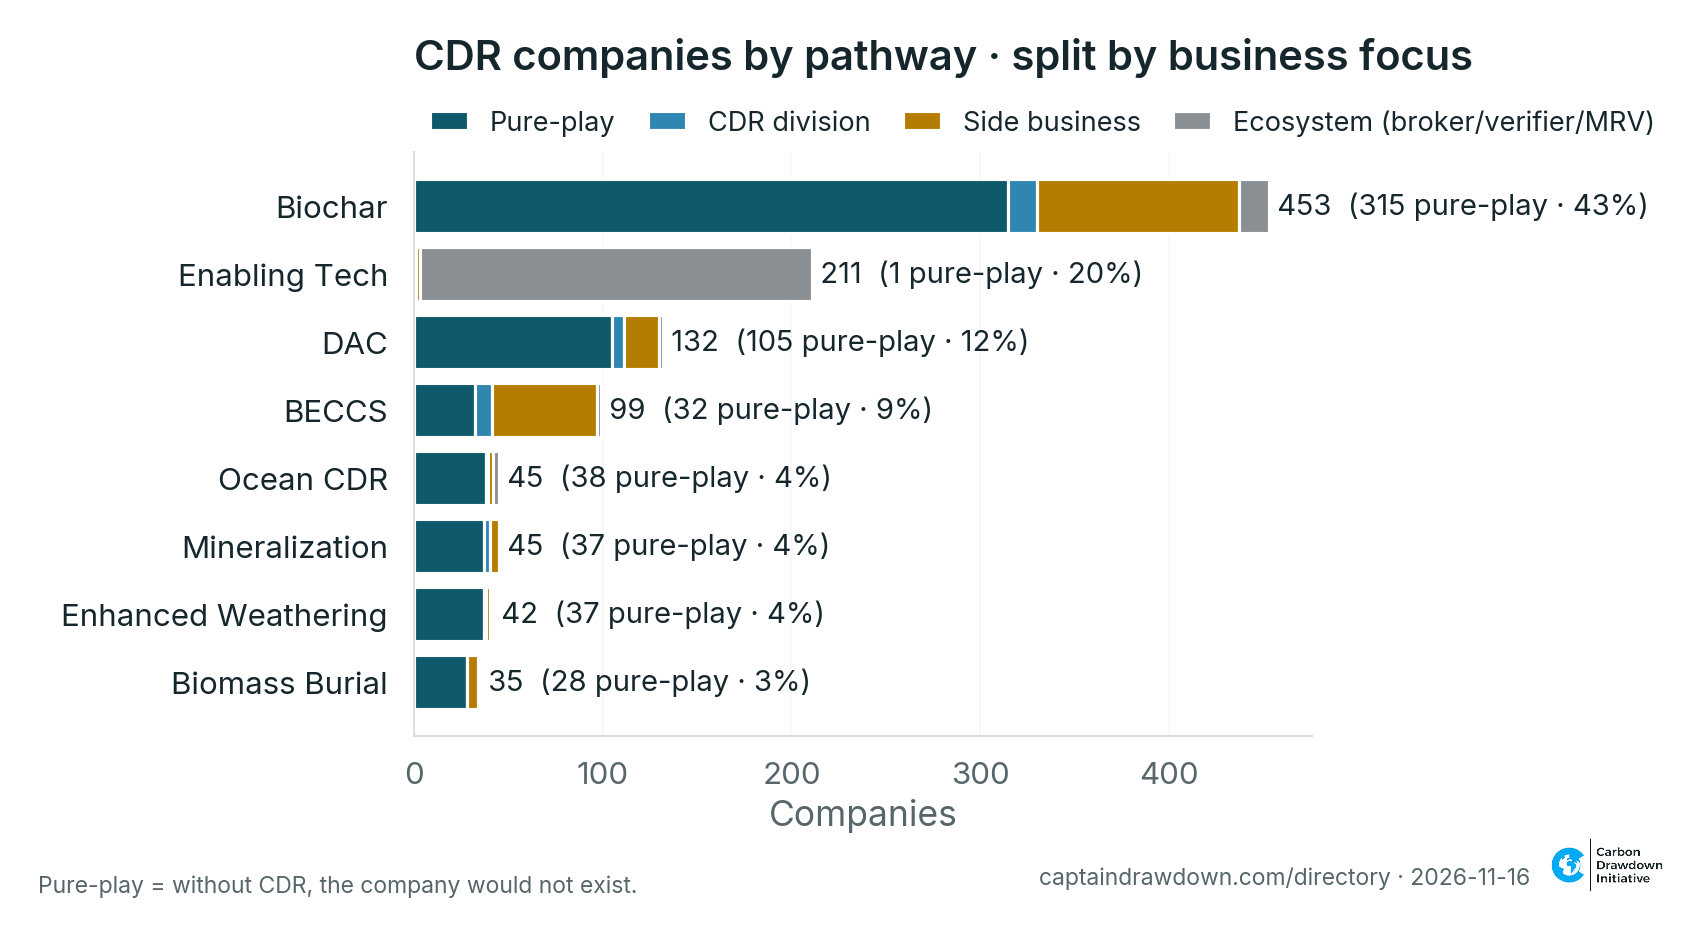 CDR companies by pathway · split by business focus
Pure-play CDR division Side business Ecosystem (broker/verifier/MRV)
Biochar 453 (315 pure-play · 43%)
Enabling Tech 211 (1 pure-play · 20%)
DAC 132 (105 pure-play · 12%)
BECCS 99 (32 pure-play · 9%)
Ocean CDR 45 (38 pure-play · 4%)
Mineralization 45 (37 pure-play · 4%)
Enhanced Weathering 42 (37 pure-play · 4%)
Biomass Burial 35 (28 pure-play · 3%)
0 100 200 300 400
Companies
Pure-play = without CDR, the company would not exist.
captaindrawdown.com/directory · 2026-11-16
Carbon
Drawdown
Initiative